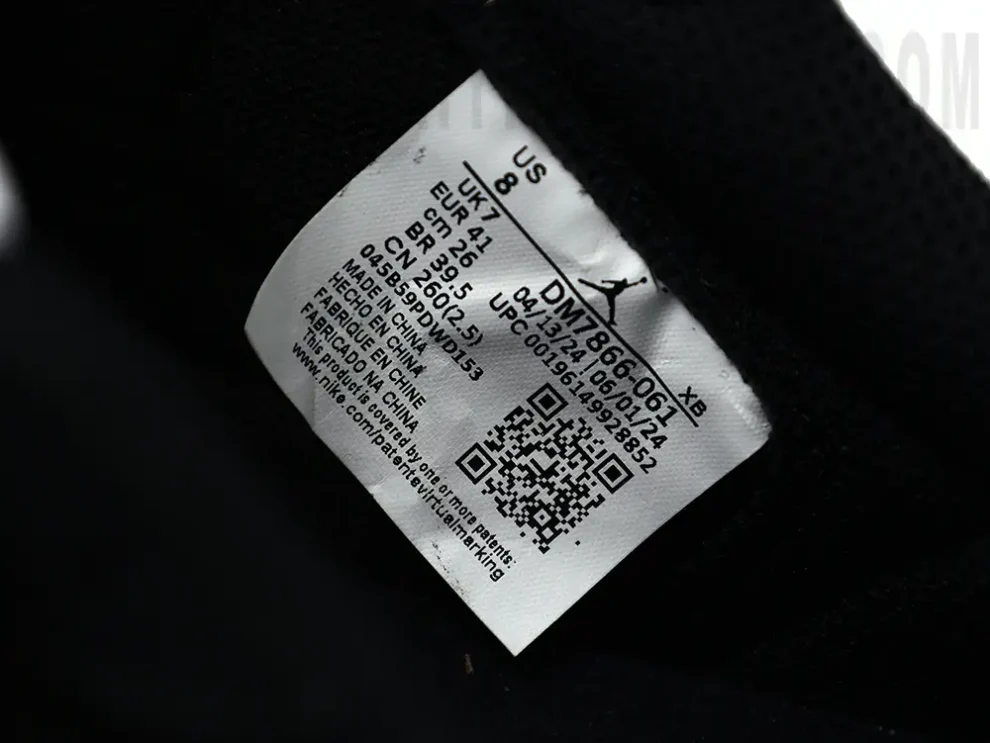 US
8
UK 7
EUR 41
cm 26
BR 39.5
CN 260(2.5)
045B59PDWD153
MADE IN CHINA
HECHO EN CHINA
FABRIQUE EN CHINE
FABRICADO NA CHINA
This product is covered by one or more patents:
www.nike.com/patentsvirtualmarking
XB
DM7866-061
04/13/24 | 06/01/24
UPC 00196149928852